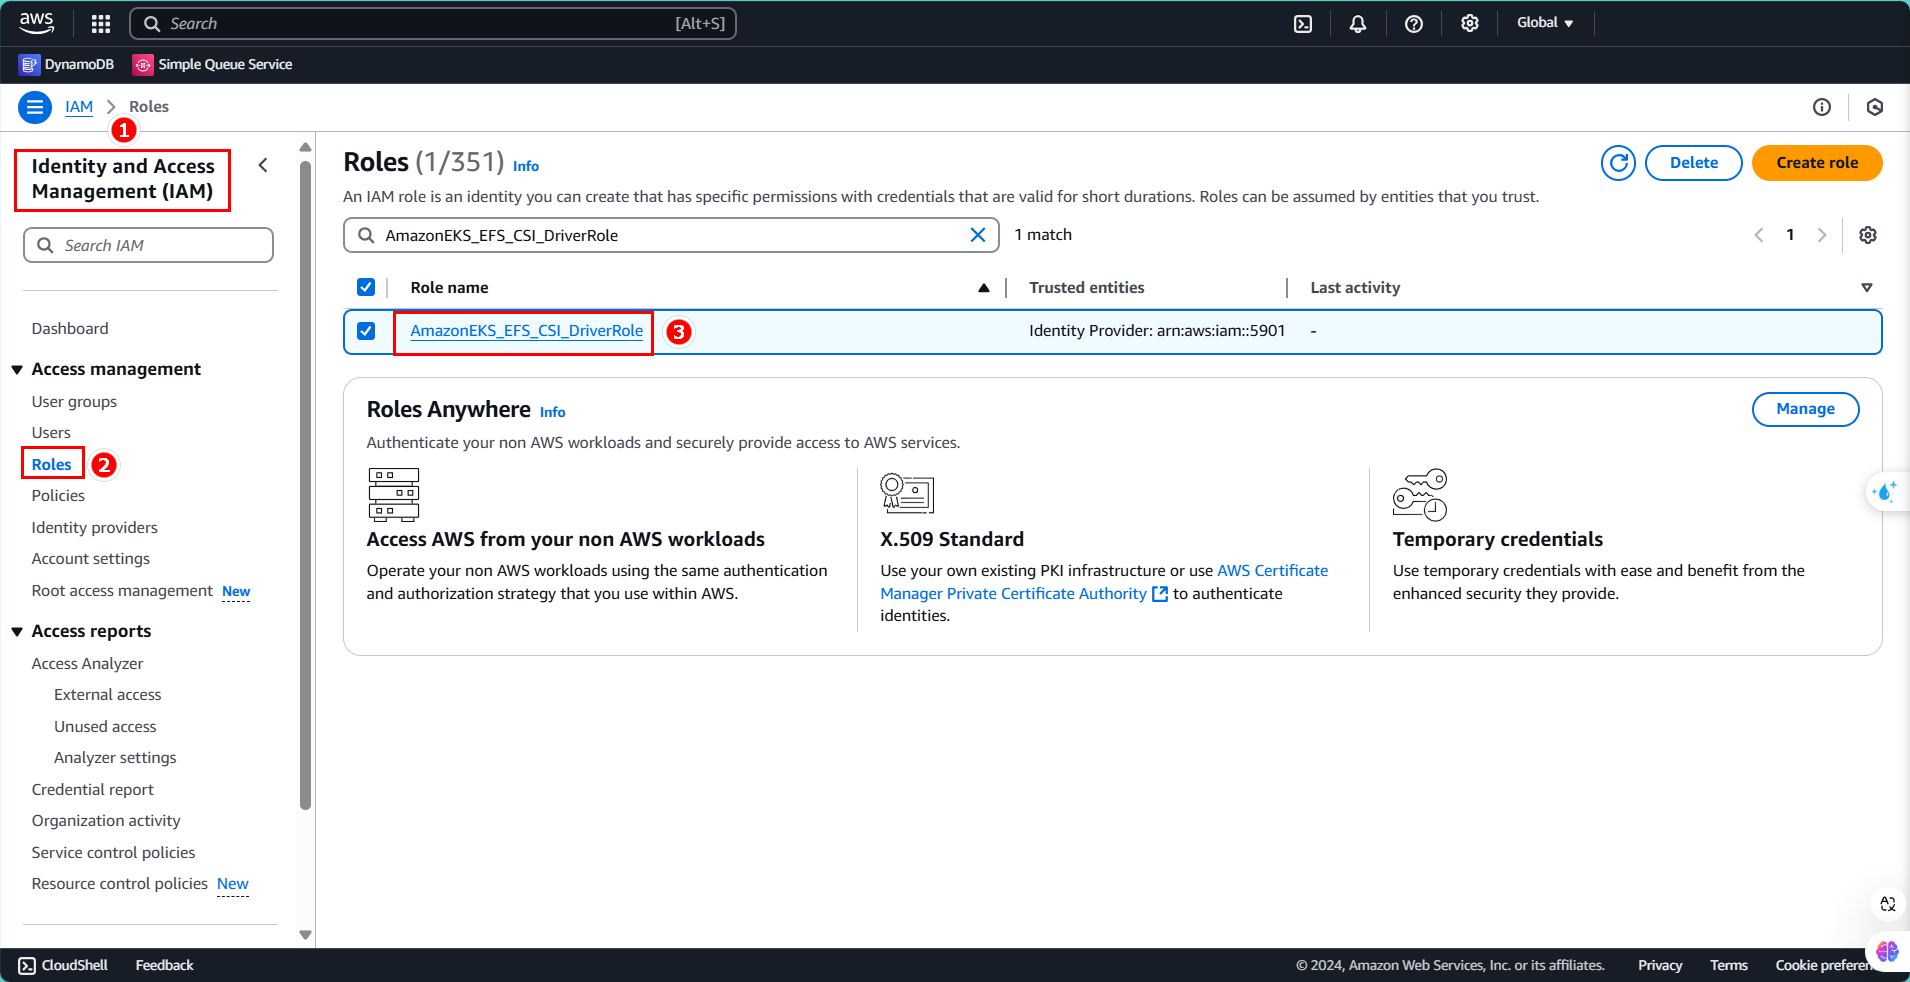 aws
Search [Alt+S]
Global
DynamoDB Simple Queue Service
IAM Roles
1
Identity and Access
Management (IAM)
Search IAM
Dashboard
Access management
User groups
Users
Roles
2
Policies
Identity providers
Account settings
Root access management New
Access reports
Access Analyzer
External access
Unused access
Analyzer settings
Credential report
Organization activity
Service control policies
Resource control policies New
Roles (1/351) Info
Delete
Create role
An IAM role is an identity you can create that has specific permissions with credentials that are valid for short durations. Roles can be assumed by entities that you trust.
AmazonEKS_EFS_CSI_DriverRole
1 match
1
Role name Trusted entities Last activity
AmazonEKS_EFS_CSI_DriverRole 3 Identity Provider: arn:aws:iam::5901 -
Roles Anywhere Info
Manage
Authenticate your non AWS workloads and securely provide access to AWS services.
Access AWS from your non AWS workloads
Operate your non AWS workloads using the same authentication
and authorization strategy that you use within AWS.
X.509 Standard
Use your own existing PKI infrastructure or use AWS Certificate
Manager Private Certificate Authority to authenticate
identities.
Temporary credentials
Use temporary credentials with ease and benefit from the
enhanced security they provide.
CloudShell Feedback © 2024, Amazon Web Services, Inc. or its affiliates. Privacy Terms Cookie preferen